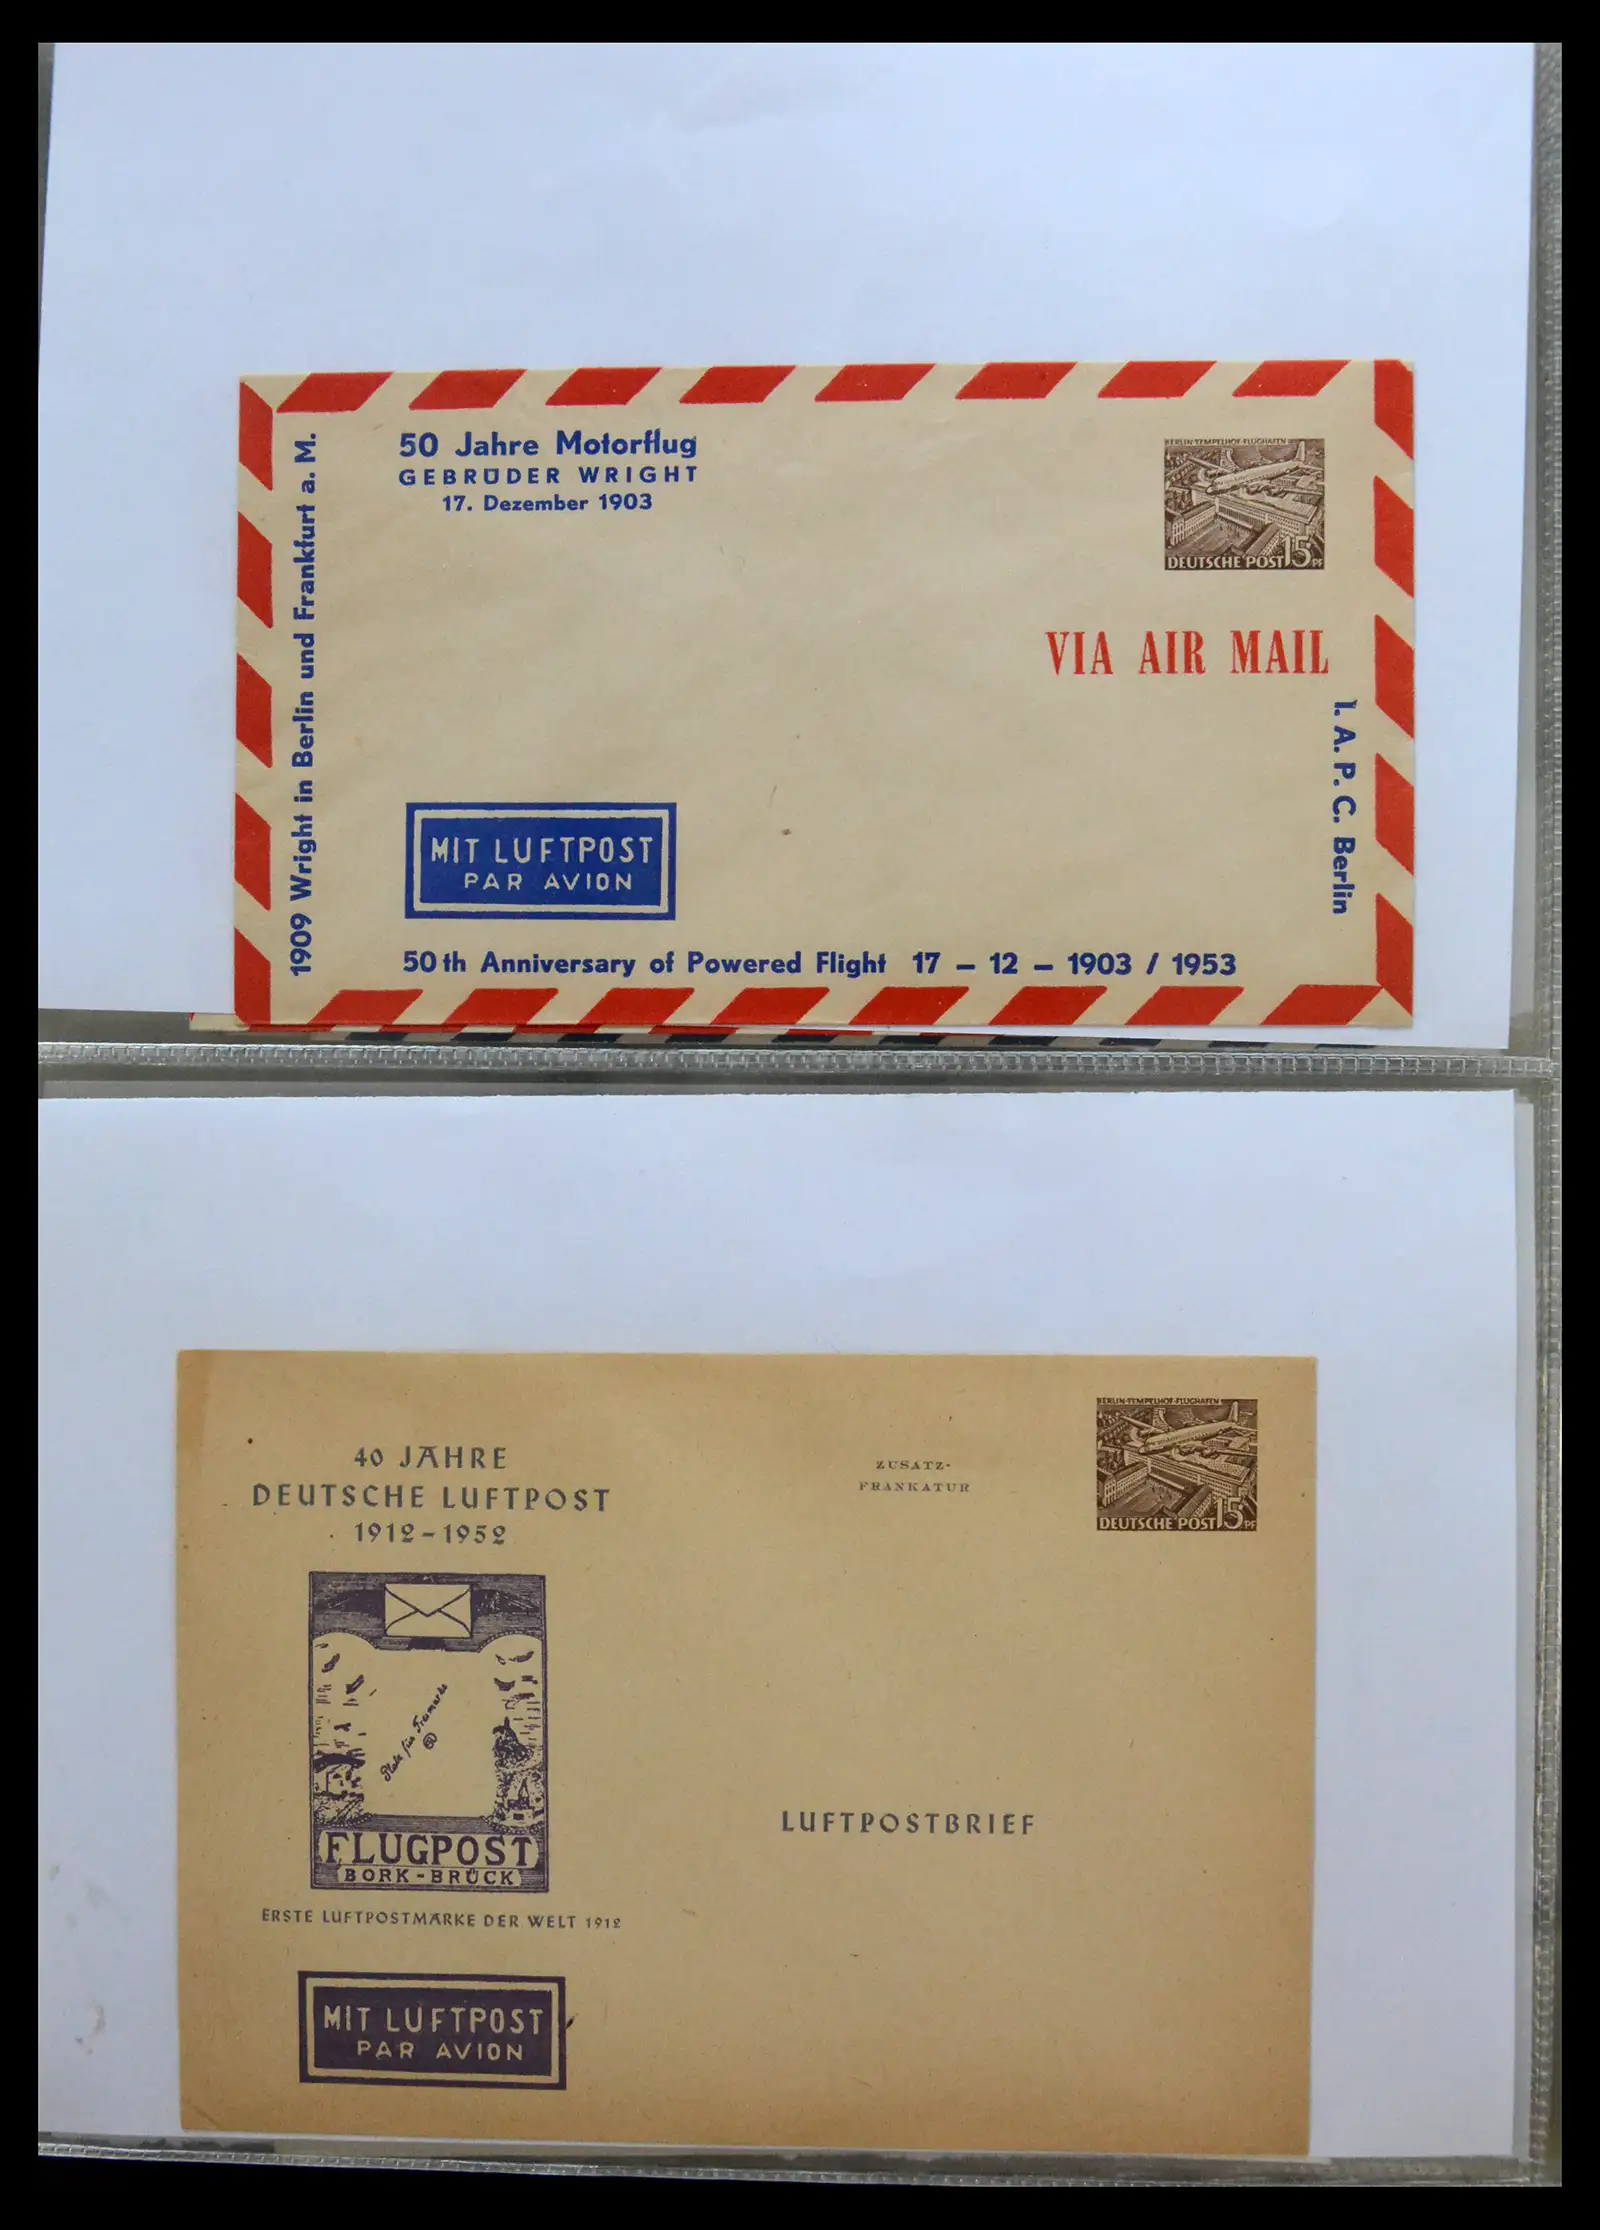 50 Jahre Motorflug
GEBRÜDER WRIGHT
17. Dezember 1903
1909 Wright in Berlin und Frankfurt a. M.
BERLIN-TEMPELHOF-FLUGHAFEN
DEUTSCHE POST 15 PF
VIA AIR MAIL
I. A. P. C. Berlin
MIT LUFTPOST
PAR AVION
50th Anniversary of Powered Flight 17 – 12 – 1903 / 1953
40 JAHRE
DEUTSCHE LUFTPOST
1912-1952
ZUSATZ-
FRANKATUR
BERLIN-TEMPELHOF-FLUGHAFEN
DEUTSCHE POST 15 PF
Platz für Framarke
FLUGPOST
BORK-BRÜCK
ERSTE LUFTPOSTMARKE DER WELT 1912
LUFTPOSTBRIEF
MIT LUFTPOST
PAR AVION